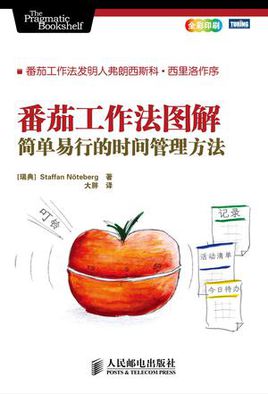 The
Pragmatic
Bookshelf
全彩印刷
TURING
番茄工作法发明人弗朗西斯科·西里洛作序
番茄工作法图解
简单易行的时间管理方法
[瑞典] Staffan Nöteberg 著
大胖 译
叮铃
记录
活动清单
今日待办
人民邮电出版社
POSTS & TELECOM PRESS